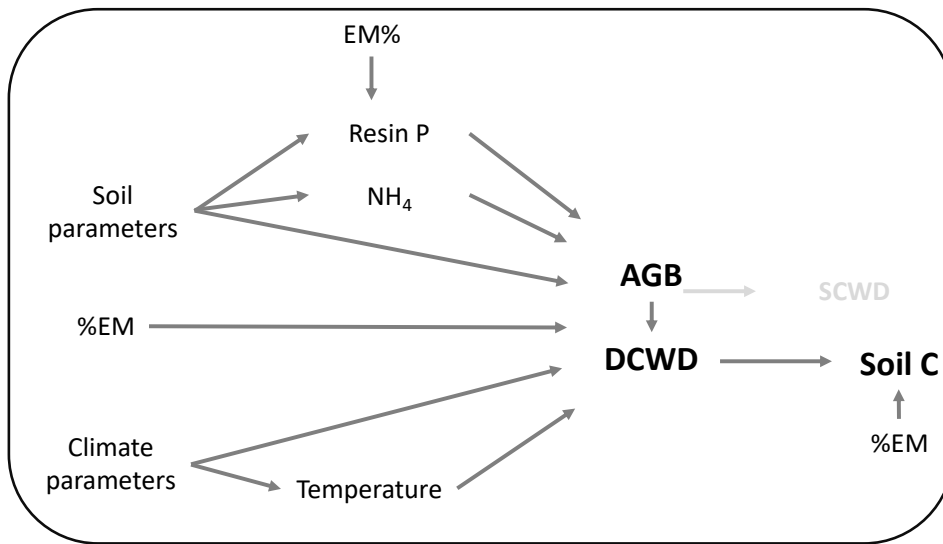 EM%
Resin P
Soil
parameters
NH₄
AGB
SCWD
%EM
DCWD
Soil C
%EM
Climate
parameters
Temperature